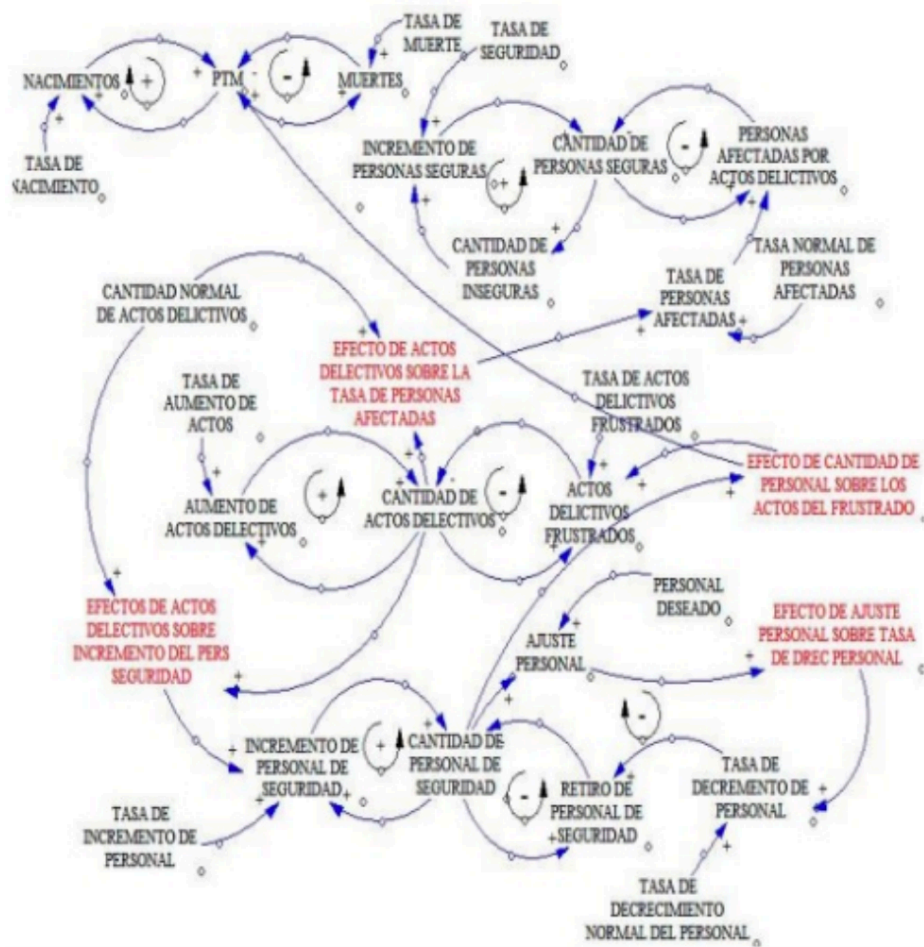 TASA DE
MUERTE
TASA DE
SEGURIDAD
NACIMIENTOS
PTM
MUERTES
TASA DE
NACIMIENTO
INCREMENTO DE
PERSONAS SEGURAS
CANTIDAD DE
PERSONAS SEGURAS
PERSONAS
AFECTADAS POR
ACTOS DELICTIVOS
CANTIDAD DE
PERSONAS
INSEGURAS
TASA NORMAL DE
PERSONAS
AFECTADAS
TASA DE
PERSONAS
AFECTADAS
CANTIDAD NORMAL
DE ACTOS DELICTIVOS
EFECTO DE ACTOS
DELECTIVOS SOBRE LA
TASA DE PERSONAS
AFECTADAS
TASA DE
AUMENTO DE
ACTOS
TASA DE ACTOS
DELICTIVOS
FRUSTRADOS
AUMENTO DE
ACTOS DELECTIVOS
CANTIDAD DE
ACTOS DELECTIVOS
ACTOS
DELICTIVOS
FRUSTRADOS
EFECTO DE CANTIDAD DE
PERSONAL SOBRE LOS
ACTOS DEL FRUSTRADO
EFECTOS DE ACTOS
DELECTIVOS SOBRE
INCREMENTO DEL PERS
SEGURIDAD
PERSONAL
DESEADO
AJUSTE
PERSONAL
EFECTO DE AJUSTE
PERSONAL SOBRE TASA
DE DREC PERSONAL
INCREMENTO DE
PERSONAL DE
SEGURIDAD
CANTIDAD DE
PERSONAL DE
SEGURIDAD
RETIRO DE
PERSONAL DE
SEGURIDAD
TASA DE
DECREMENTO DE
PERSONAL
TASA DE
INCREMENTO DE
PERSONAL
TASA DE
DECRECIMIENTO
NORMAL DEL PERSONAL